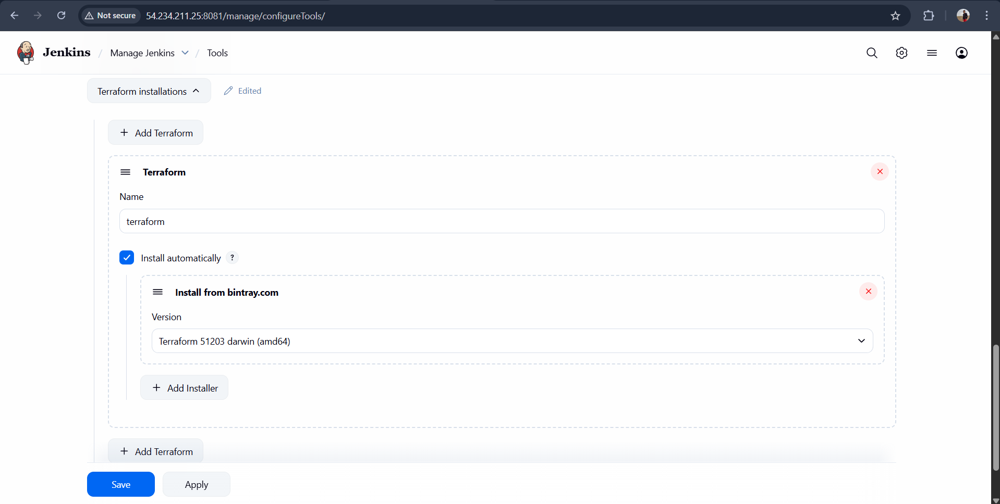 Not secure 54.234.211.25:8081/manage/configureTools/
Jenkins / Manage Jenkins / Tools
Terraform installations Edited
+ Add Terraform
Terraform
Name
terraform
Install automatically ?
Install from bintray.com
Version
Terraform 51203 darwin (amd64)
+ Add Installer
+ Add Terraform
Save Apply